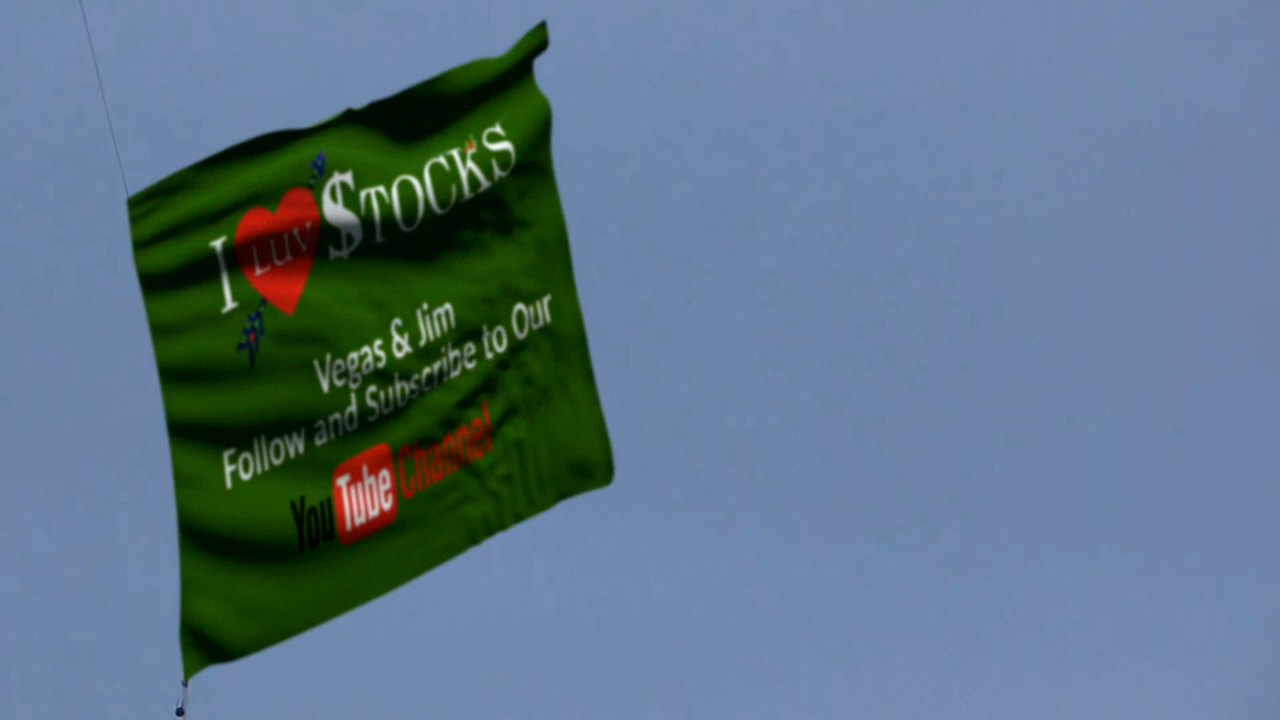 I LUV $TOCKS
Vegas & Jim
Follow and Subscribe to Our
YouTube Channel